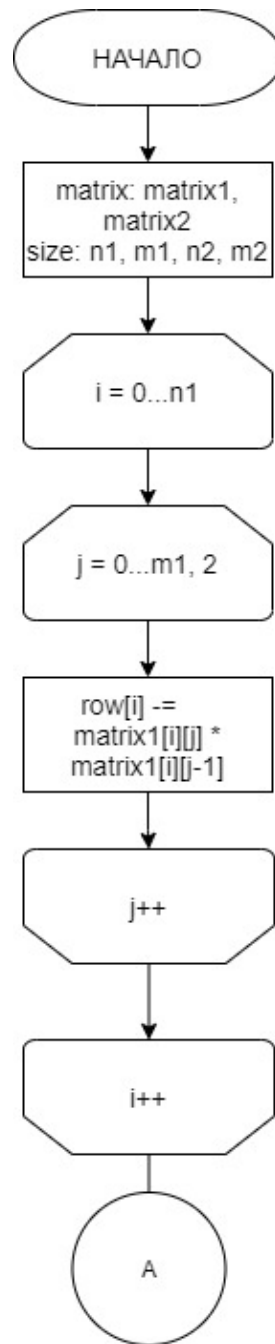 НАЧАЛО
matrix: matrix1,
matrix2
size: n1, m1, n2, m2
i = 0...n1
j = 0...m1, 2
row[i] -=
matrix1[i][j] *
matrix1[i][j-1]
j++
i++
A